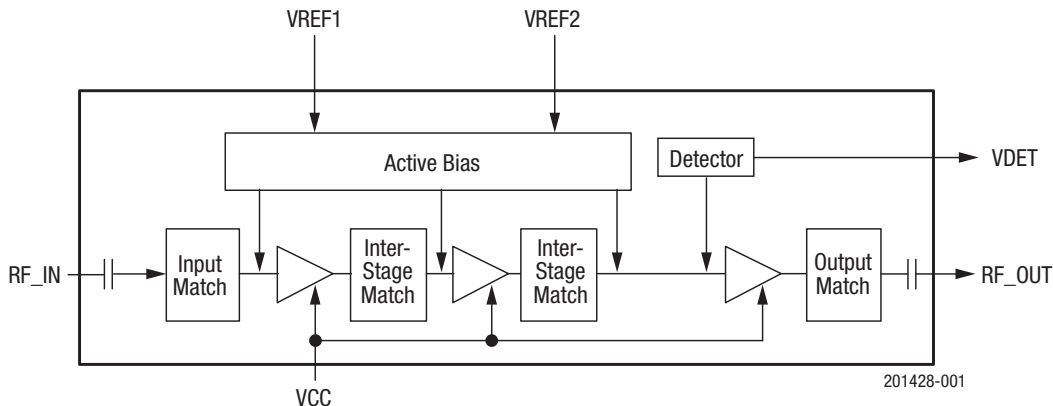 VREF1
VREF2
Active Bias
Detector
VDET
RF_IN
Input
Match
Inter-
Stage
Match
Inter-
Stage
Match
Output
Match
RF_OUT
VCC
201428-001